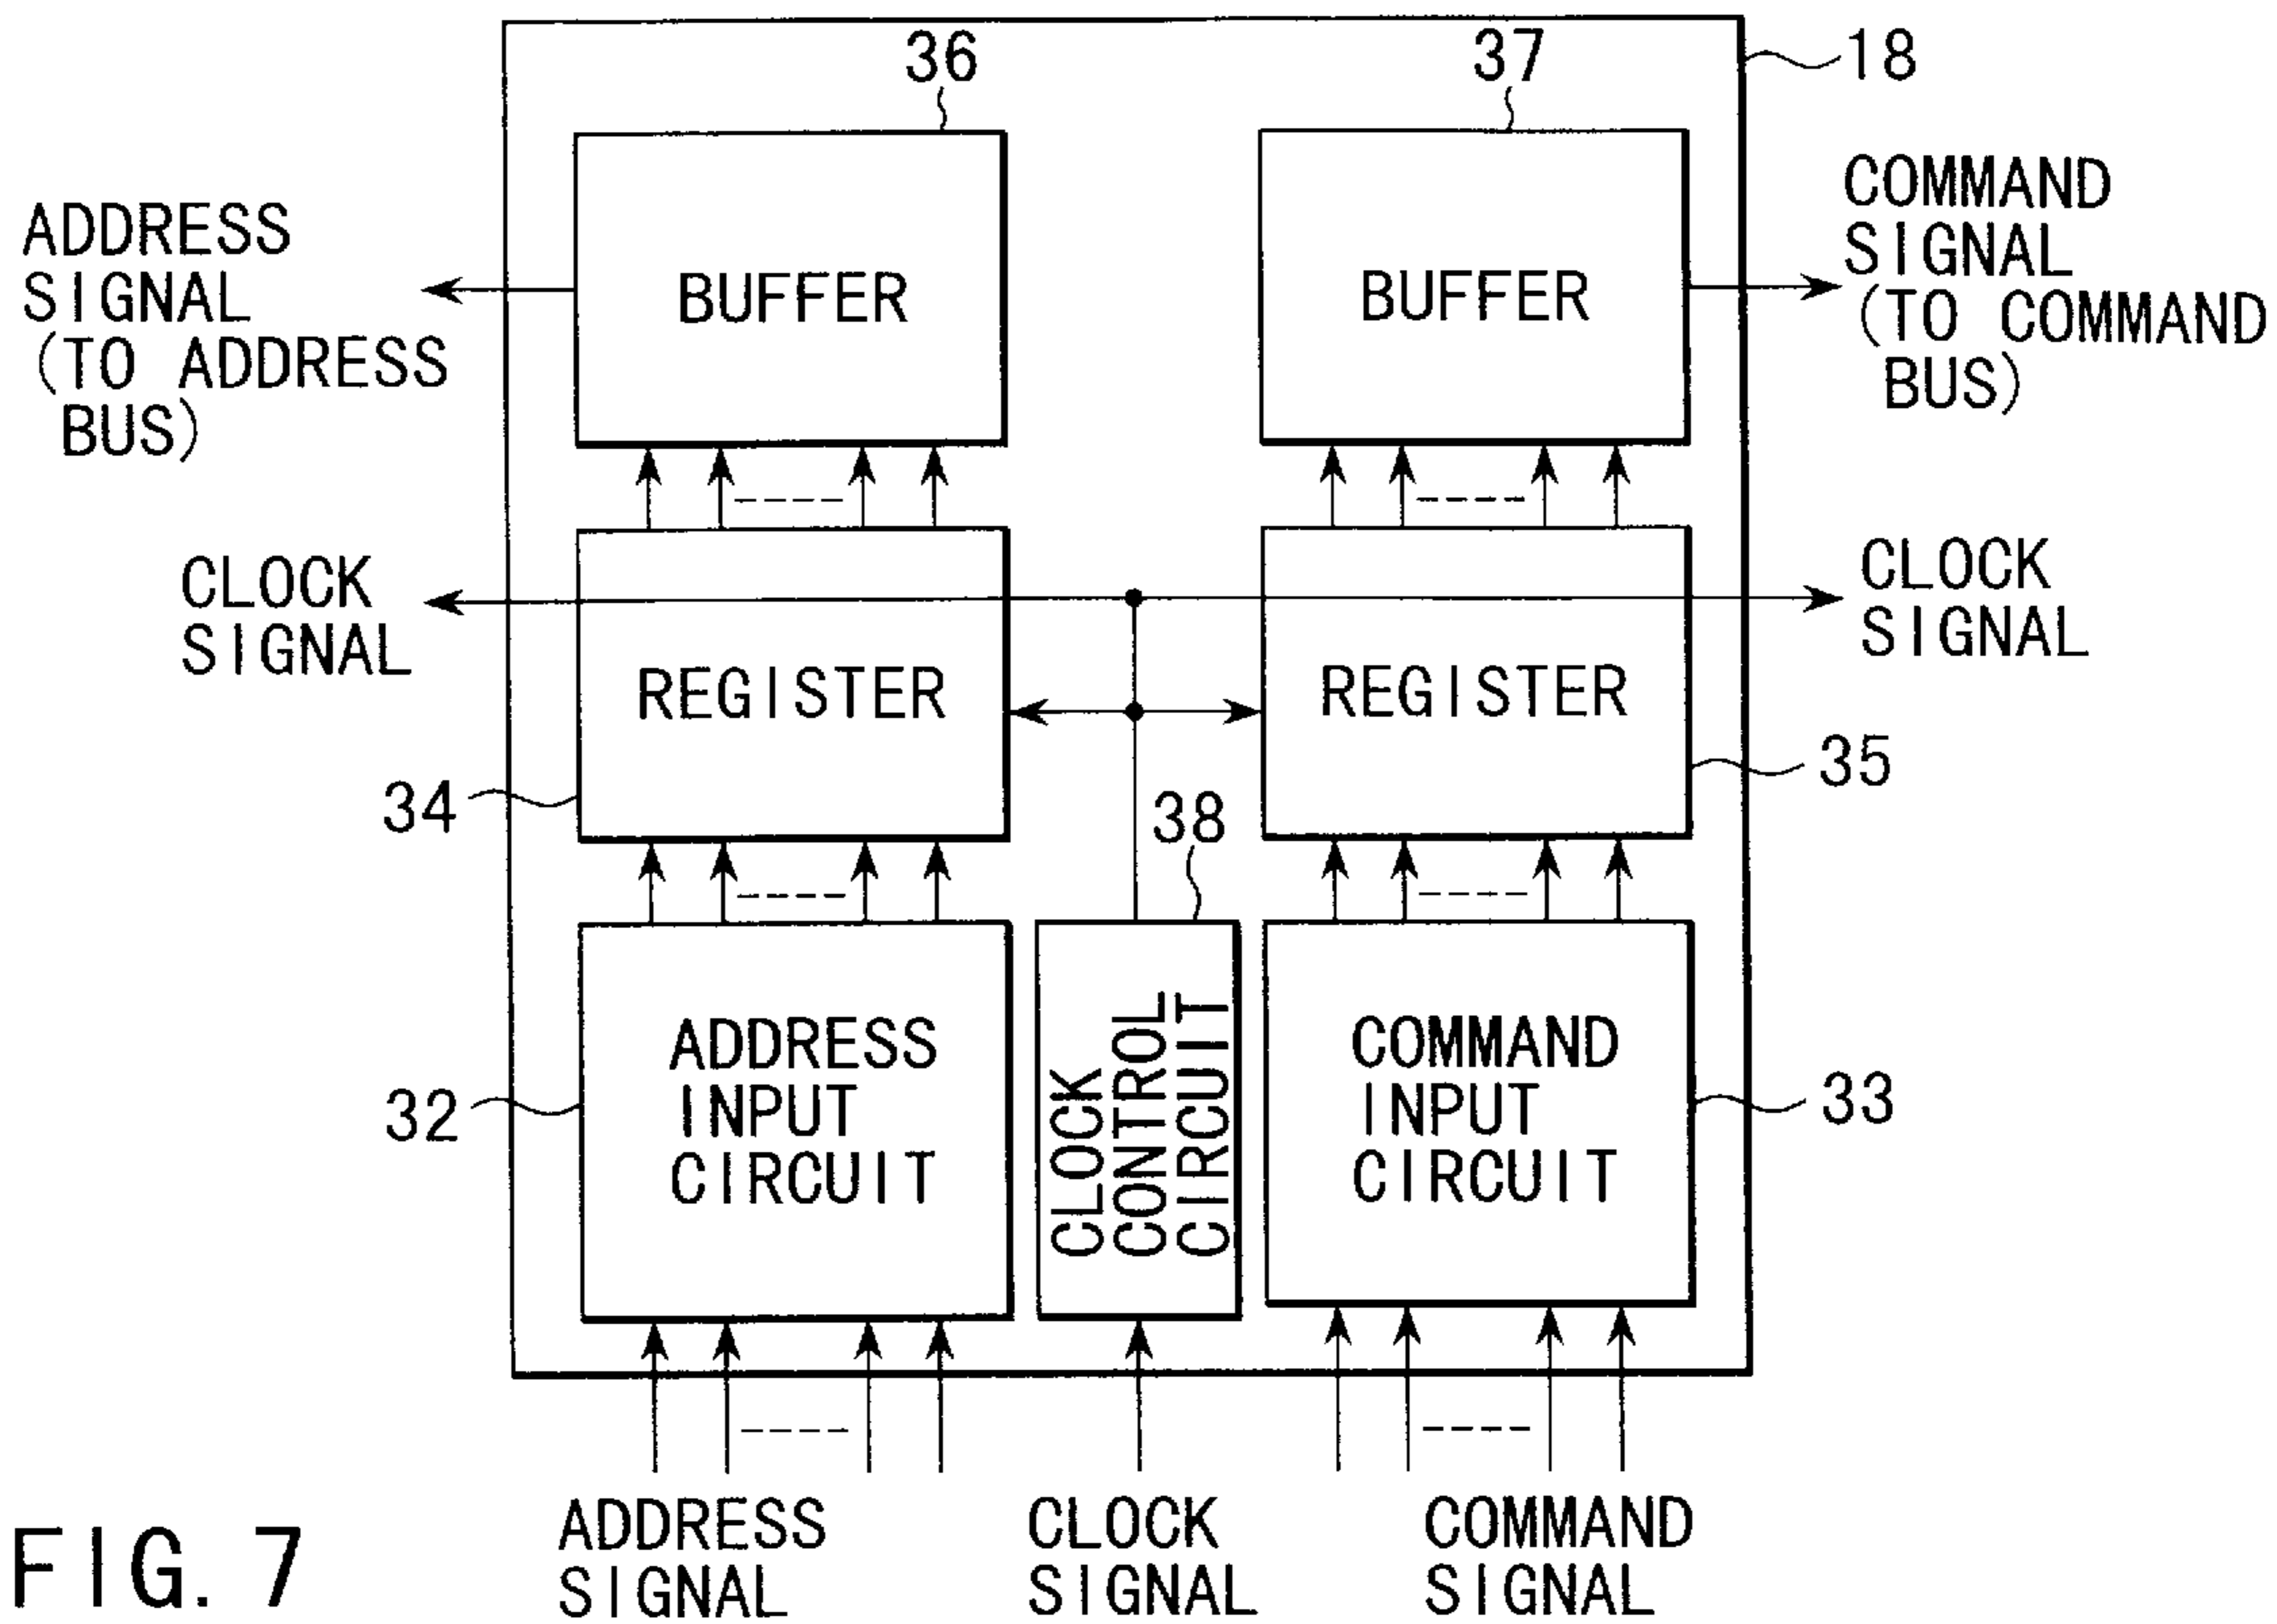 36
37
18
ADDRESS
SIGNAL
(TO ADDRESS
BUS)
BUFFER
BUFFER
COMMAND
SIGNAL
(TO COMMAND
BUS)
CLOCK
SIGNAL
CLOCK
SIGNAL
REGISTER
REGISTER
34
38
35
32
ADDRESS
INPUT
CIRCUIT
CLOCK
CONTROL
CIRCUIT
COMMAND
INPUT
CIRCUIT
33
ADDRESS
SIGNAL
CLOCK
SIGNAL
COMMAND
SIGNAL
FIG. 7